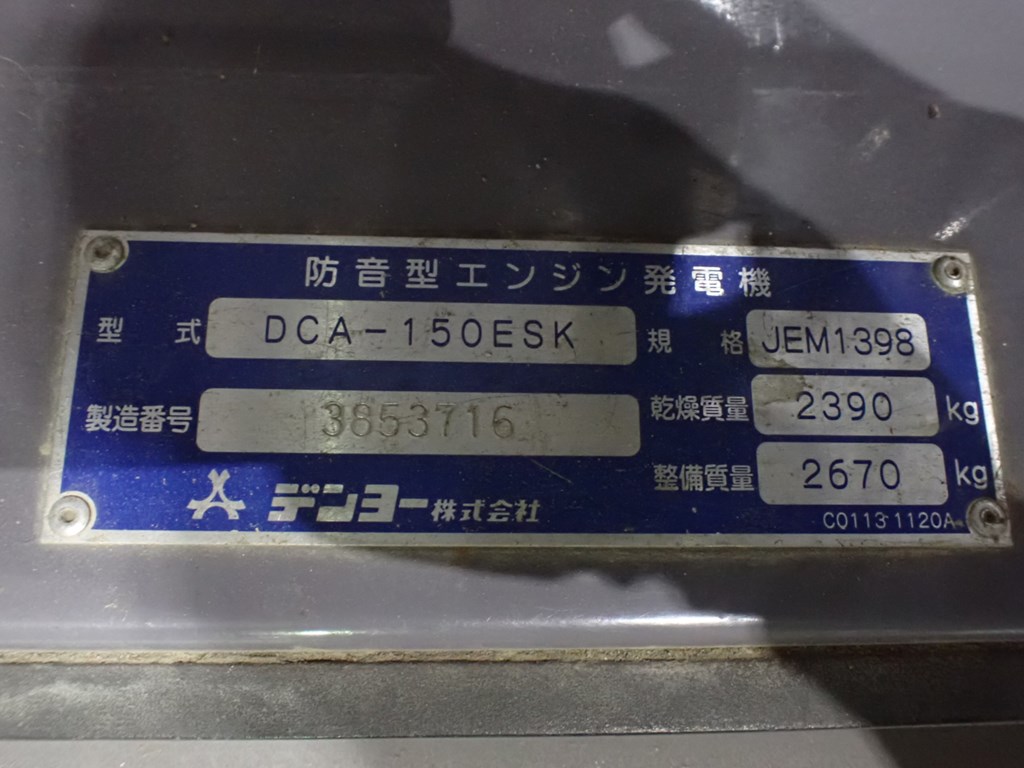 防音型エンジン発電機
型式 DCA-150ESK 規格 JEM1398
製造番号 3853716 乾燥質量 2390 kg
整備質量 2670 kg
デンヨー株式会社
C0113 1120A